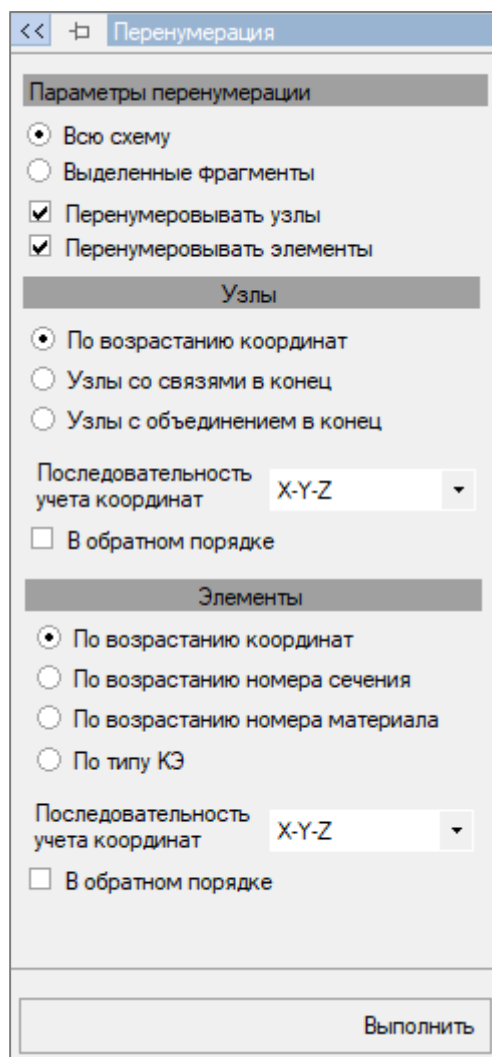 << Перенумерация
Параметры перенумерации
Всю схему
Выделенные фрагменты
Перенумеровывать узлы
Перенумеровывать элементы
Узлы
По возрастанию координат
Узлы со связями в конец
Узлы с объединением в конец
Последовательность
учета координат
X-Y-Z
В обратном порядке
Элементы
По возрастанию координат
По возрастанию номера сечения
По возрастанию номера материала
По типу КЭ
Последовательность
учета координат
X-Y-Z
В обратном порядке
Выполнить